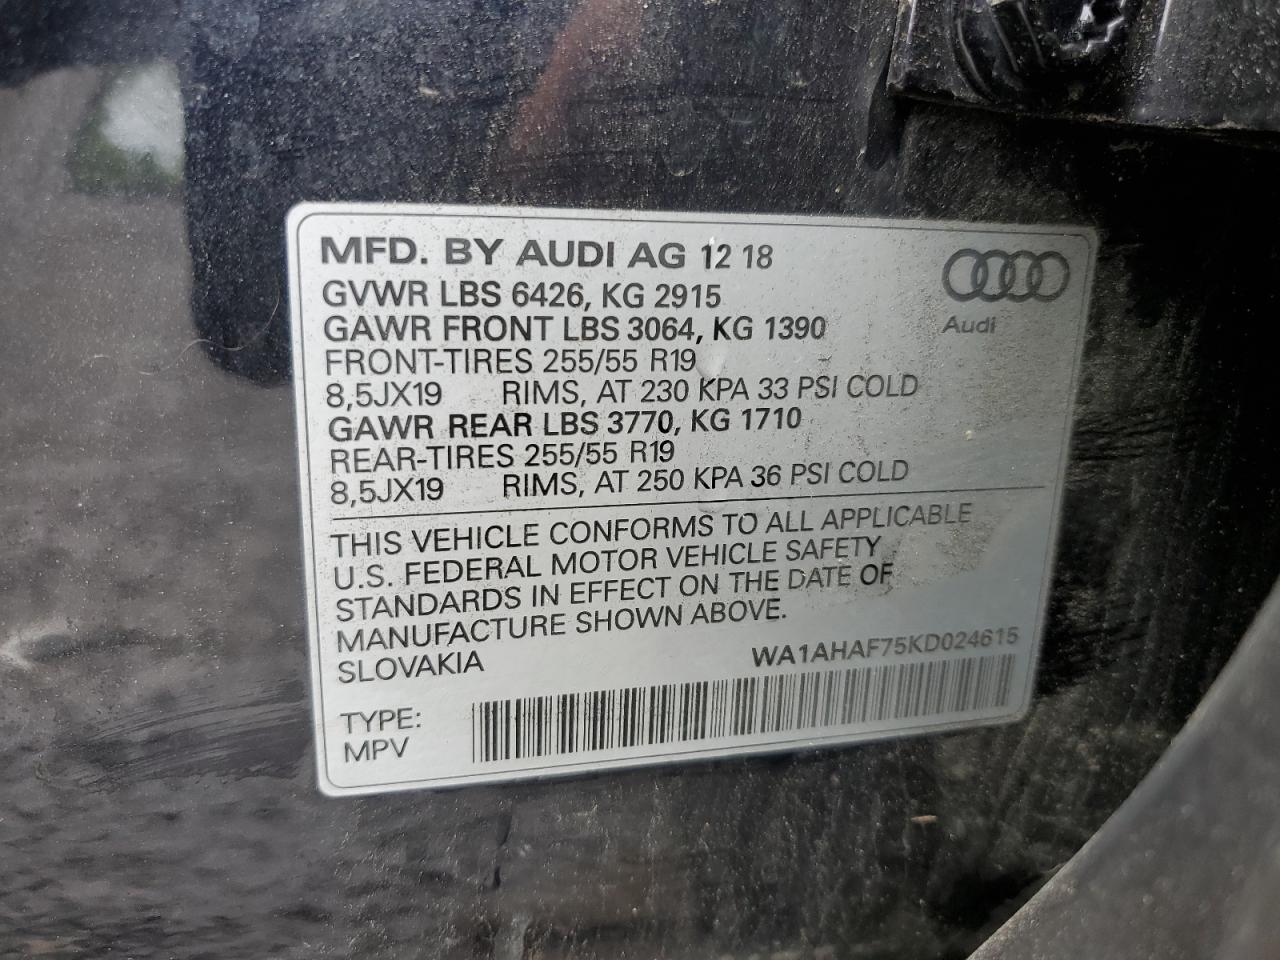 MFD. BY AUDI AG 12 18
GVWR LBS 6426, KG 2915
GAWR FRONT LBS 3064, KG 1390
Audi
FRONT-TIRES 255/55 R19
8,5JX19 RIMS, AT 230 KPA 33 PSI COLD
GAWR REAR LBS 3770, KG 1710
REAR-TIRES 255/55 R19
8,5JX19 RIMS, AT 250 KPA 36 PSI COLD
THIS VEHICLE CONFORMS TO ALL APPLICABLE
U.S. FEDERAL MOTOR VEHICLE SAFETY
STANDARDS IN EFFECT ON THE DATE OF
MANUFACTURE SHOWN ABOVE.
SLOVAKIA
WA1AHAF75KD024615
TYPE:
MPV